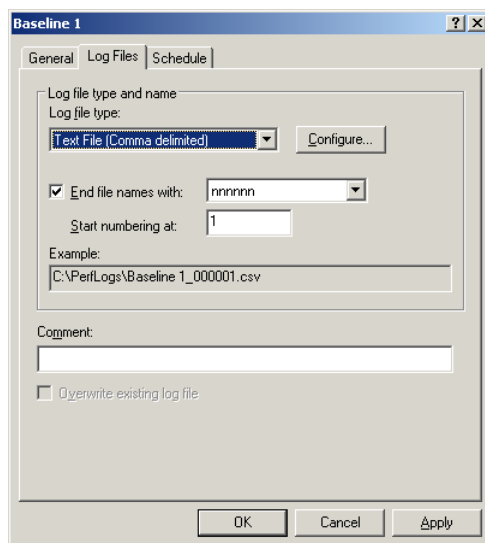 Baseline 1
General Log Files Schedule
Log file type and name
Log file type:
Text File (Comma delimited) Configure...
End file names with: nnnnnn
Start numbering at: 1
Example:
C:\PerfLogs\Baseline 1_000001.csv
Comment:
Overwrite existing log file
OK Cancel Apply